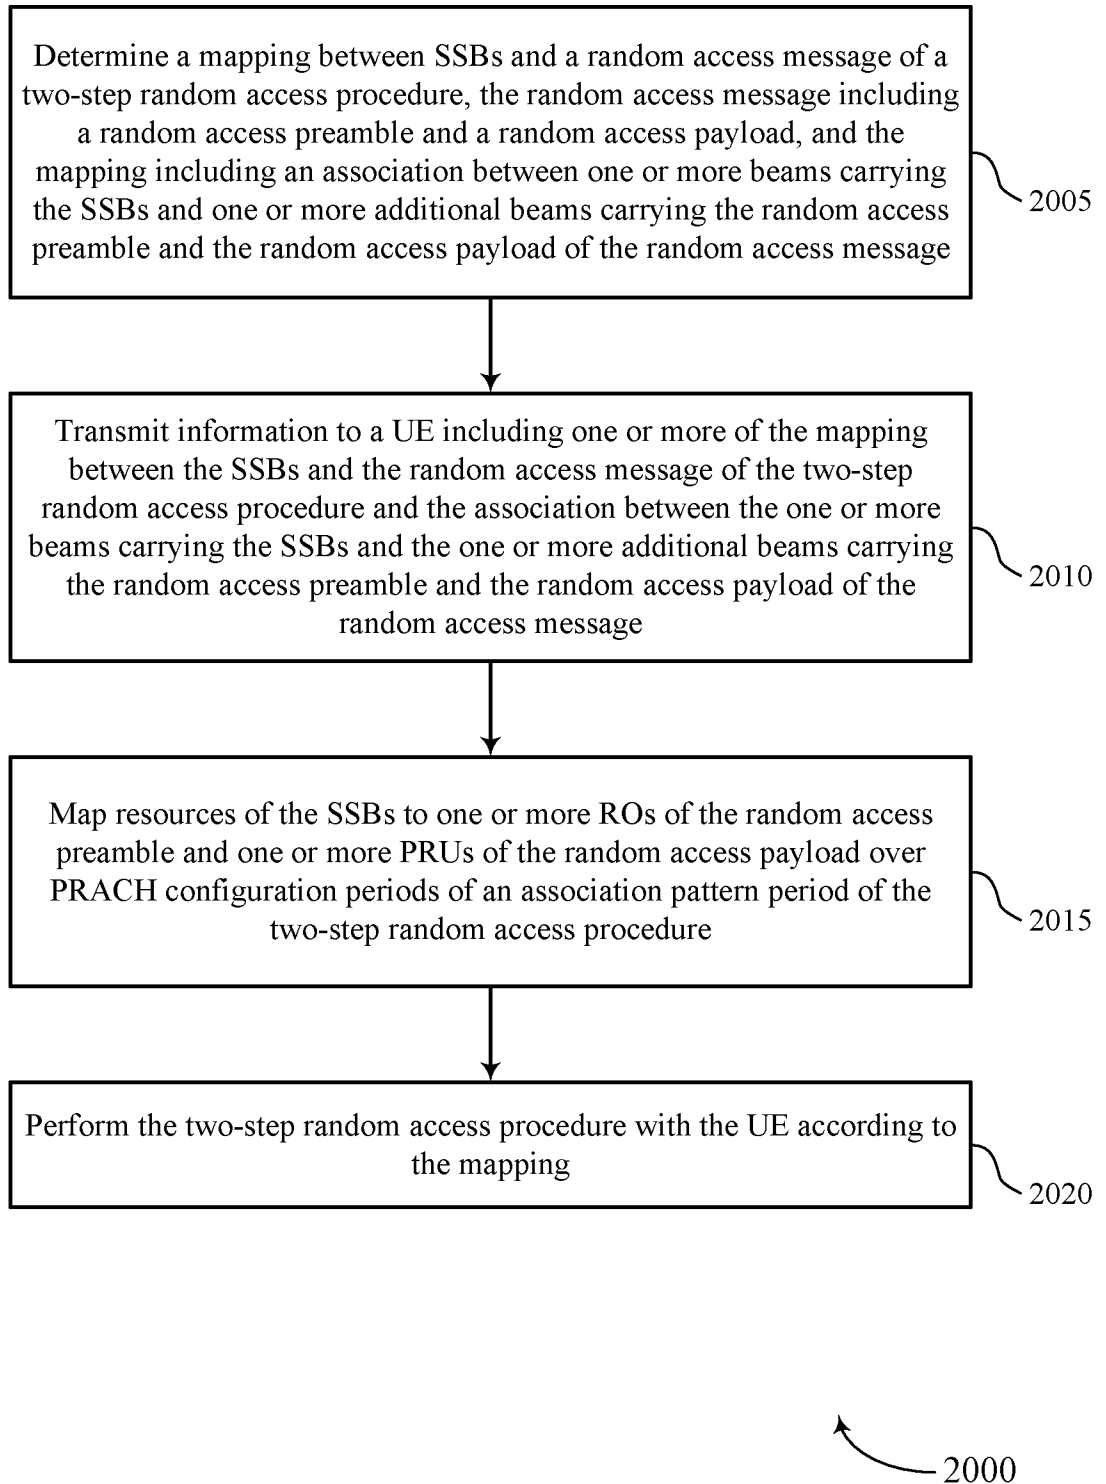 Determine a mapping between SSBs and a random access message of a
two-step random access procedure, the random access message including
a random access preamble and a random access payload, and the
mapping including an association between one or more beams carrying
the SSBs and one or more additional beams carrying the random access
preamble and the random access payload of the random access message
2005
Transmit information to a UE including one or more of the mapping
between the SSBs and the random access message of the two-step
random access procedure and the association between the one or more
beams carrying the SSBs and the one or more additional beams carrying
the random access preamble and the random access payload of the
random access message
2010
Map resources of the SSBs to one or more ROs of the random access
preamble and one or more PRUs of the random access payload over
PRACH configuration periods of an association pattern period of the
two-step random access procedure
2015
Perform the two-step random access procedure with the UE according to
the mapping
2020
2000